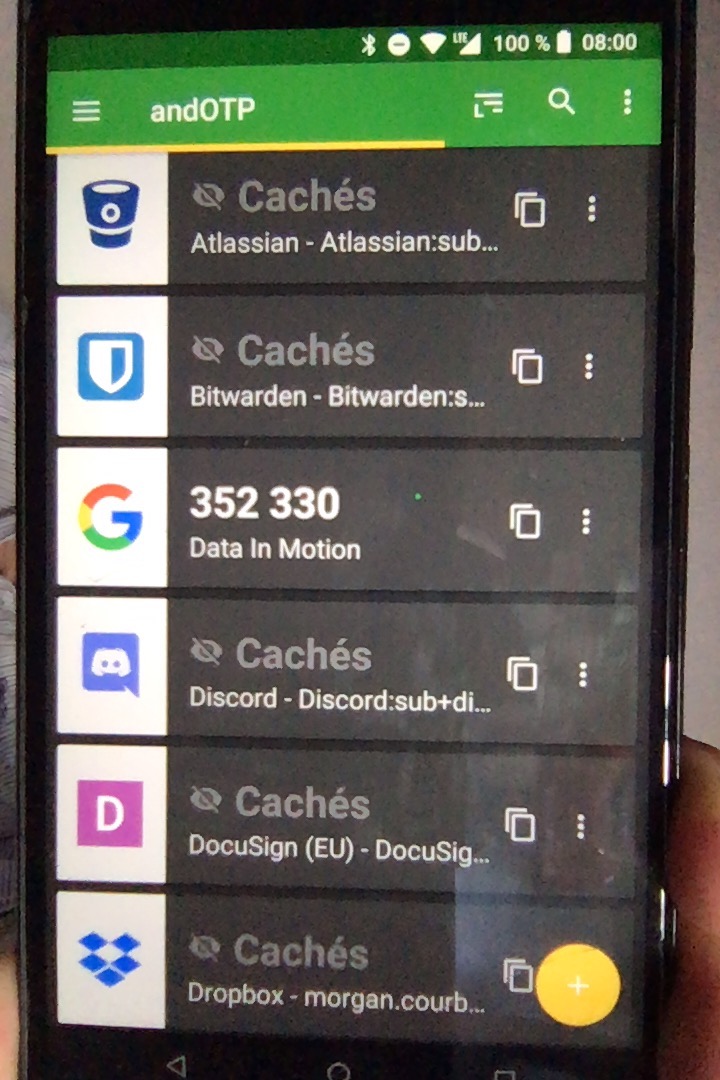 LTE 100 % 08:00
andOTP
Cachés
Atlassian - Atlassian:sub...
Cachés
Bitwarden - Bitwarden:s...
352 330
Data In Motion
Cachés
Discord - Discord:sub+di...
D
Cachés
DocuSign (EU) - DocuSig...
Cachés
Dropbox - morgan.courb...